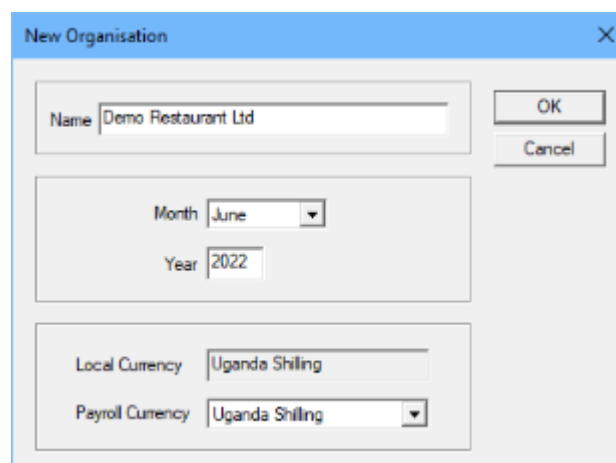 New Organisation
Name Demo Restaurant Ltd
OK
Cancel
Month June
Year 2022
Local Currency Uganda Shilling
Payroll Currency Uganda Shilling